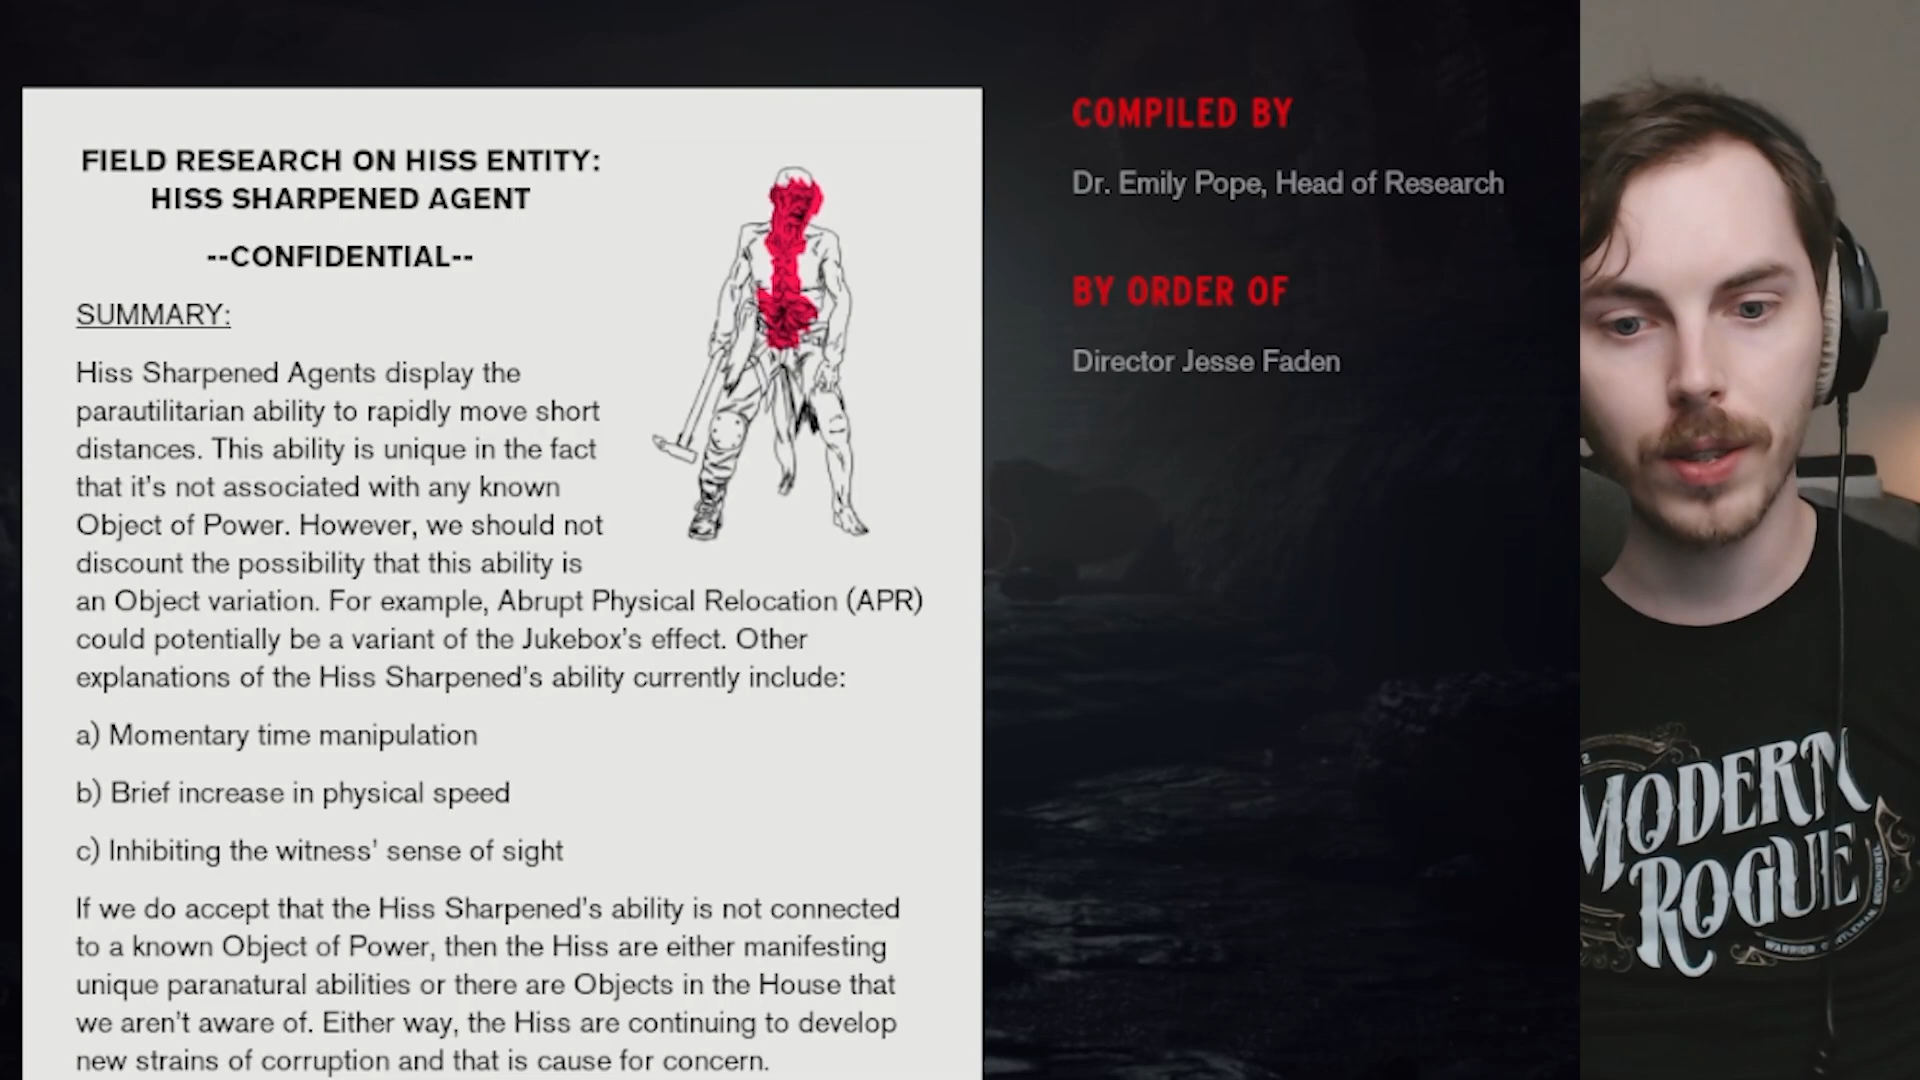 FIELD RESEARCH ON HISS ENTITY:
HISS SHARPENED AGENT
--CONFIDENTIAL--
SUMMARY:
Hiss Sharpened Agents display the
parautilitarian ability to rapidly move short
distances. This ability is unique in the fact
that it's not associated with any known
Object of Power. However, we should not
discount the possibility that this ability is
an Object variation. For example, Abrupt Physical Relocation (APR)
could potentially be a variant of the Jukebox's effect. Other
explanations of the Hiss Sharpened's ability currently include:
a) Momentary time manipulation
b) Brief increase in physical speed
c) Inhibiting the witness' sense of sight
If we do accept that the Hiss Sharpened's ability is not connected
to a known Object of Power, then the Hiss are either manifesting
unique paranatural abilities or there are Objects in the House that
we aren't aware of. Either way, the Hiss are continuing to develop
new strains of corruption and that is cause for concern.
COMPILED BY
Dr. Emily Pope, Head of Research
BY ORDER OF
Director Jesse Faden
MODERN
ROGUE